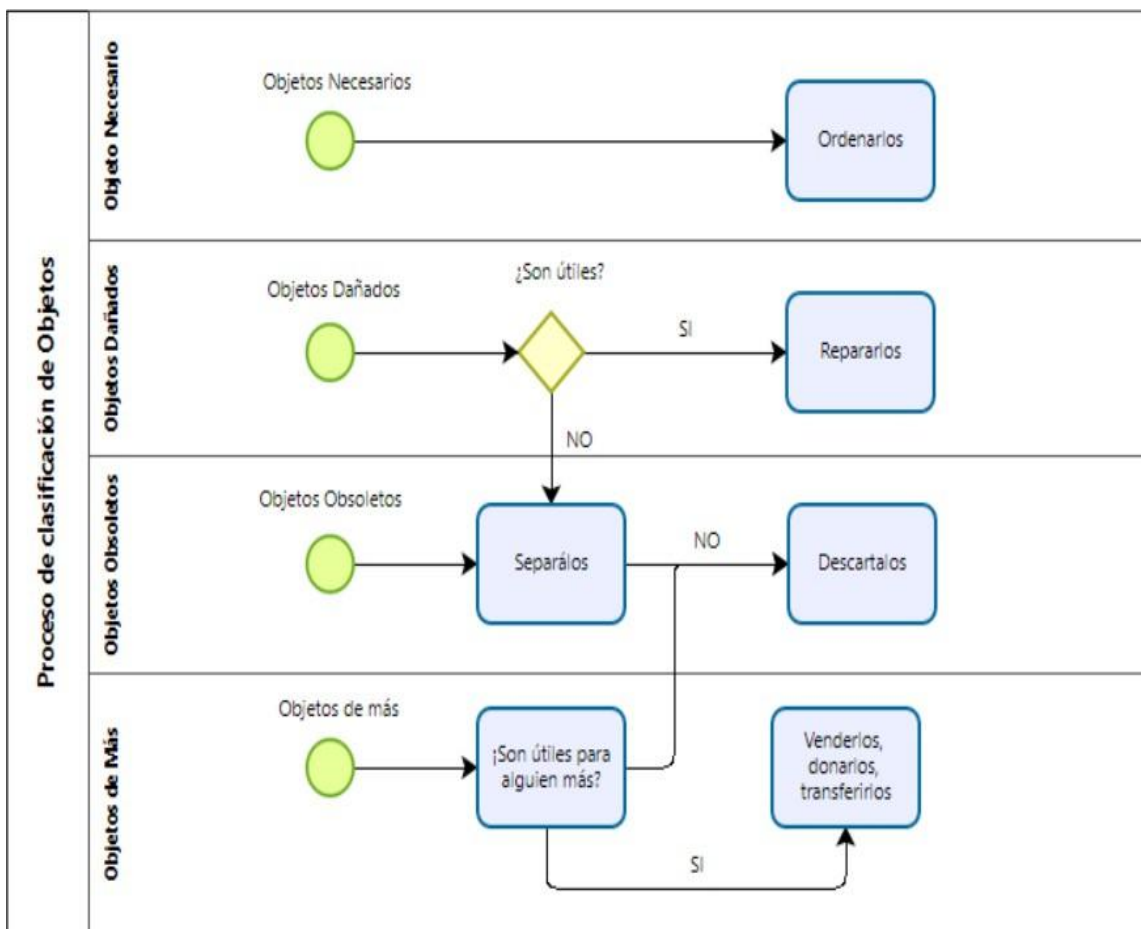 Proceso de clasificación de Objetos
Objeto Necesario
Objetos Necesarios
Ordenarlos
Objetos Dañados
Objetos Dañados
¿Son útiles?
SI
Repararlos
NO
Objetos Obsoletos
Objetos Obsoletos
Separálos
NO
Descartalos
Objetos de Más
Objetos de más
¡Son útiles para
alguien más?
SI
Venderlos,
donarlos,
transferirlos